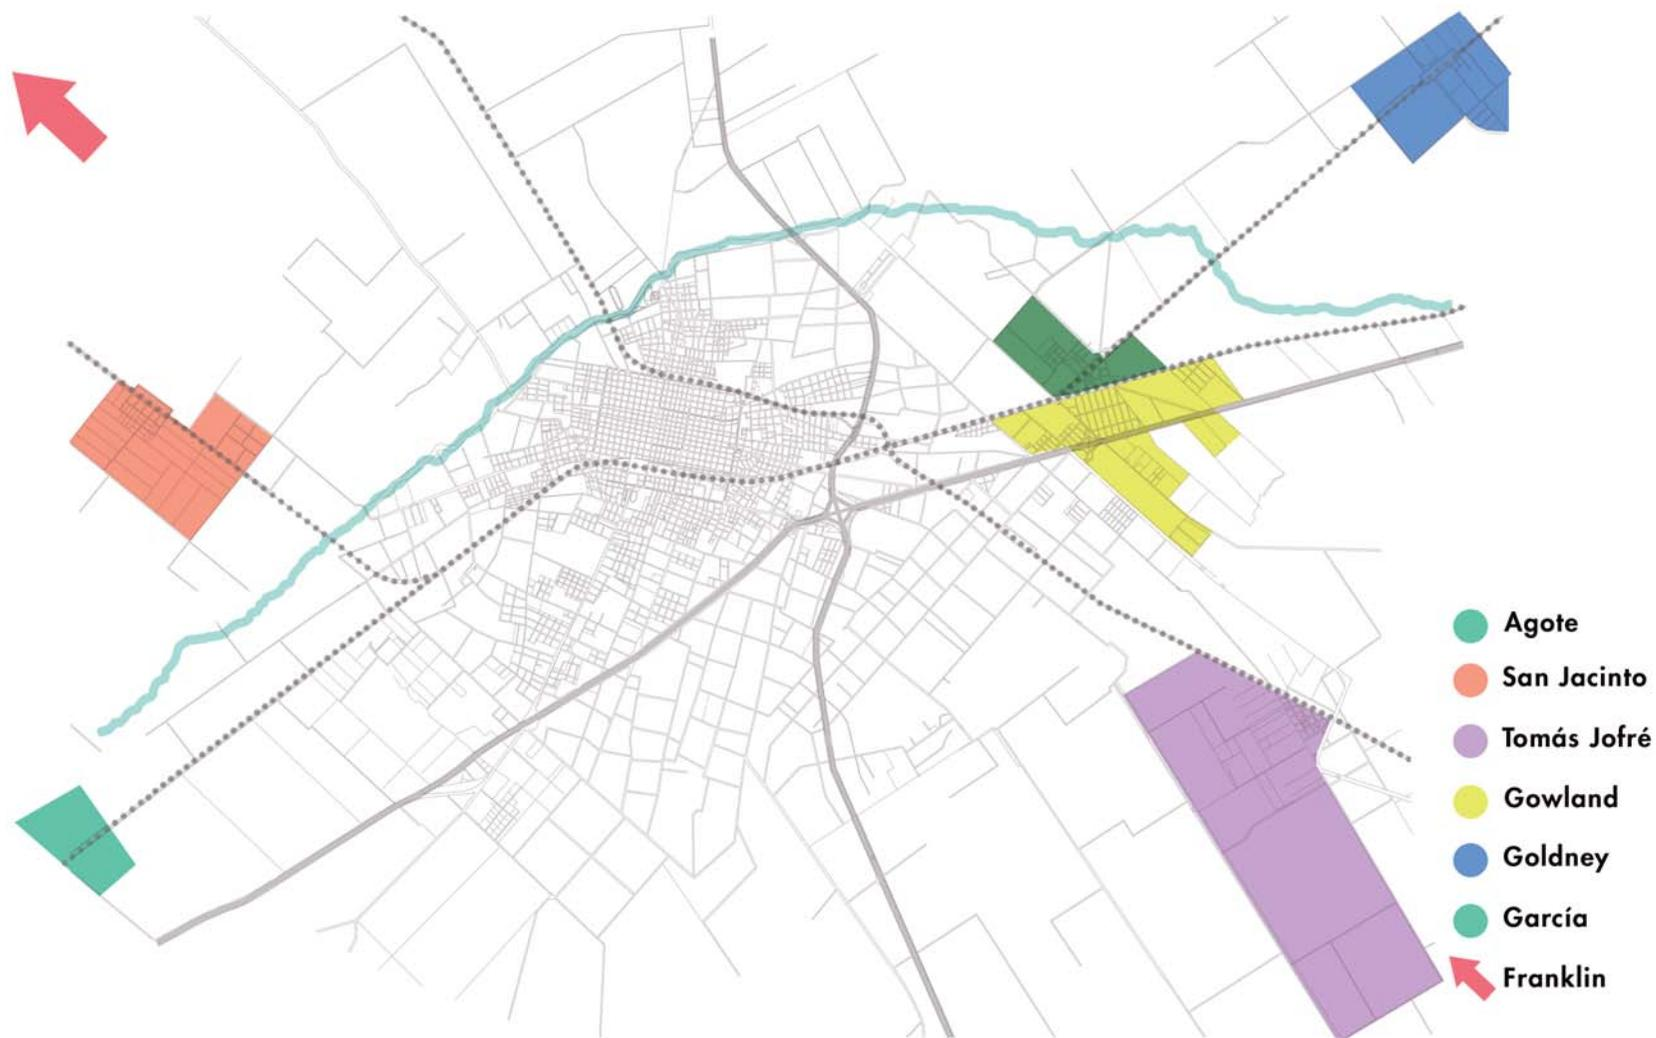 Agote
San Jacinto
Tomás Jofré
Gowland
Goldney
García
Franklin